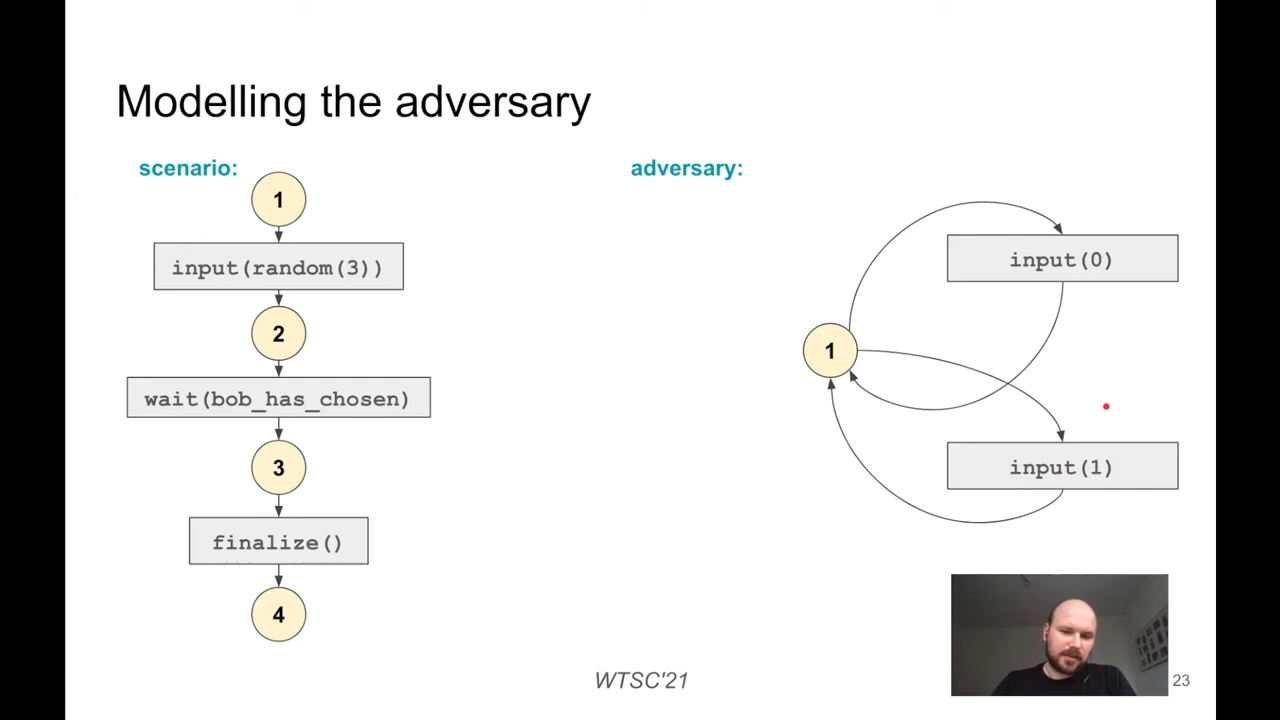 Modelling the adversary
scenario:
1
input(random(3))
2
wait(bob_has_chosen)
3
finalize()
4
adversary:
1
input(0)
input(1)
WTSC'21
23